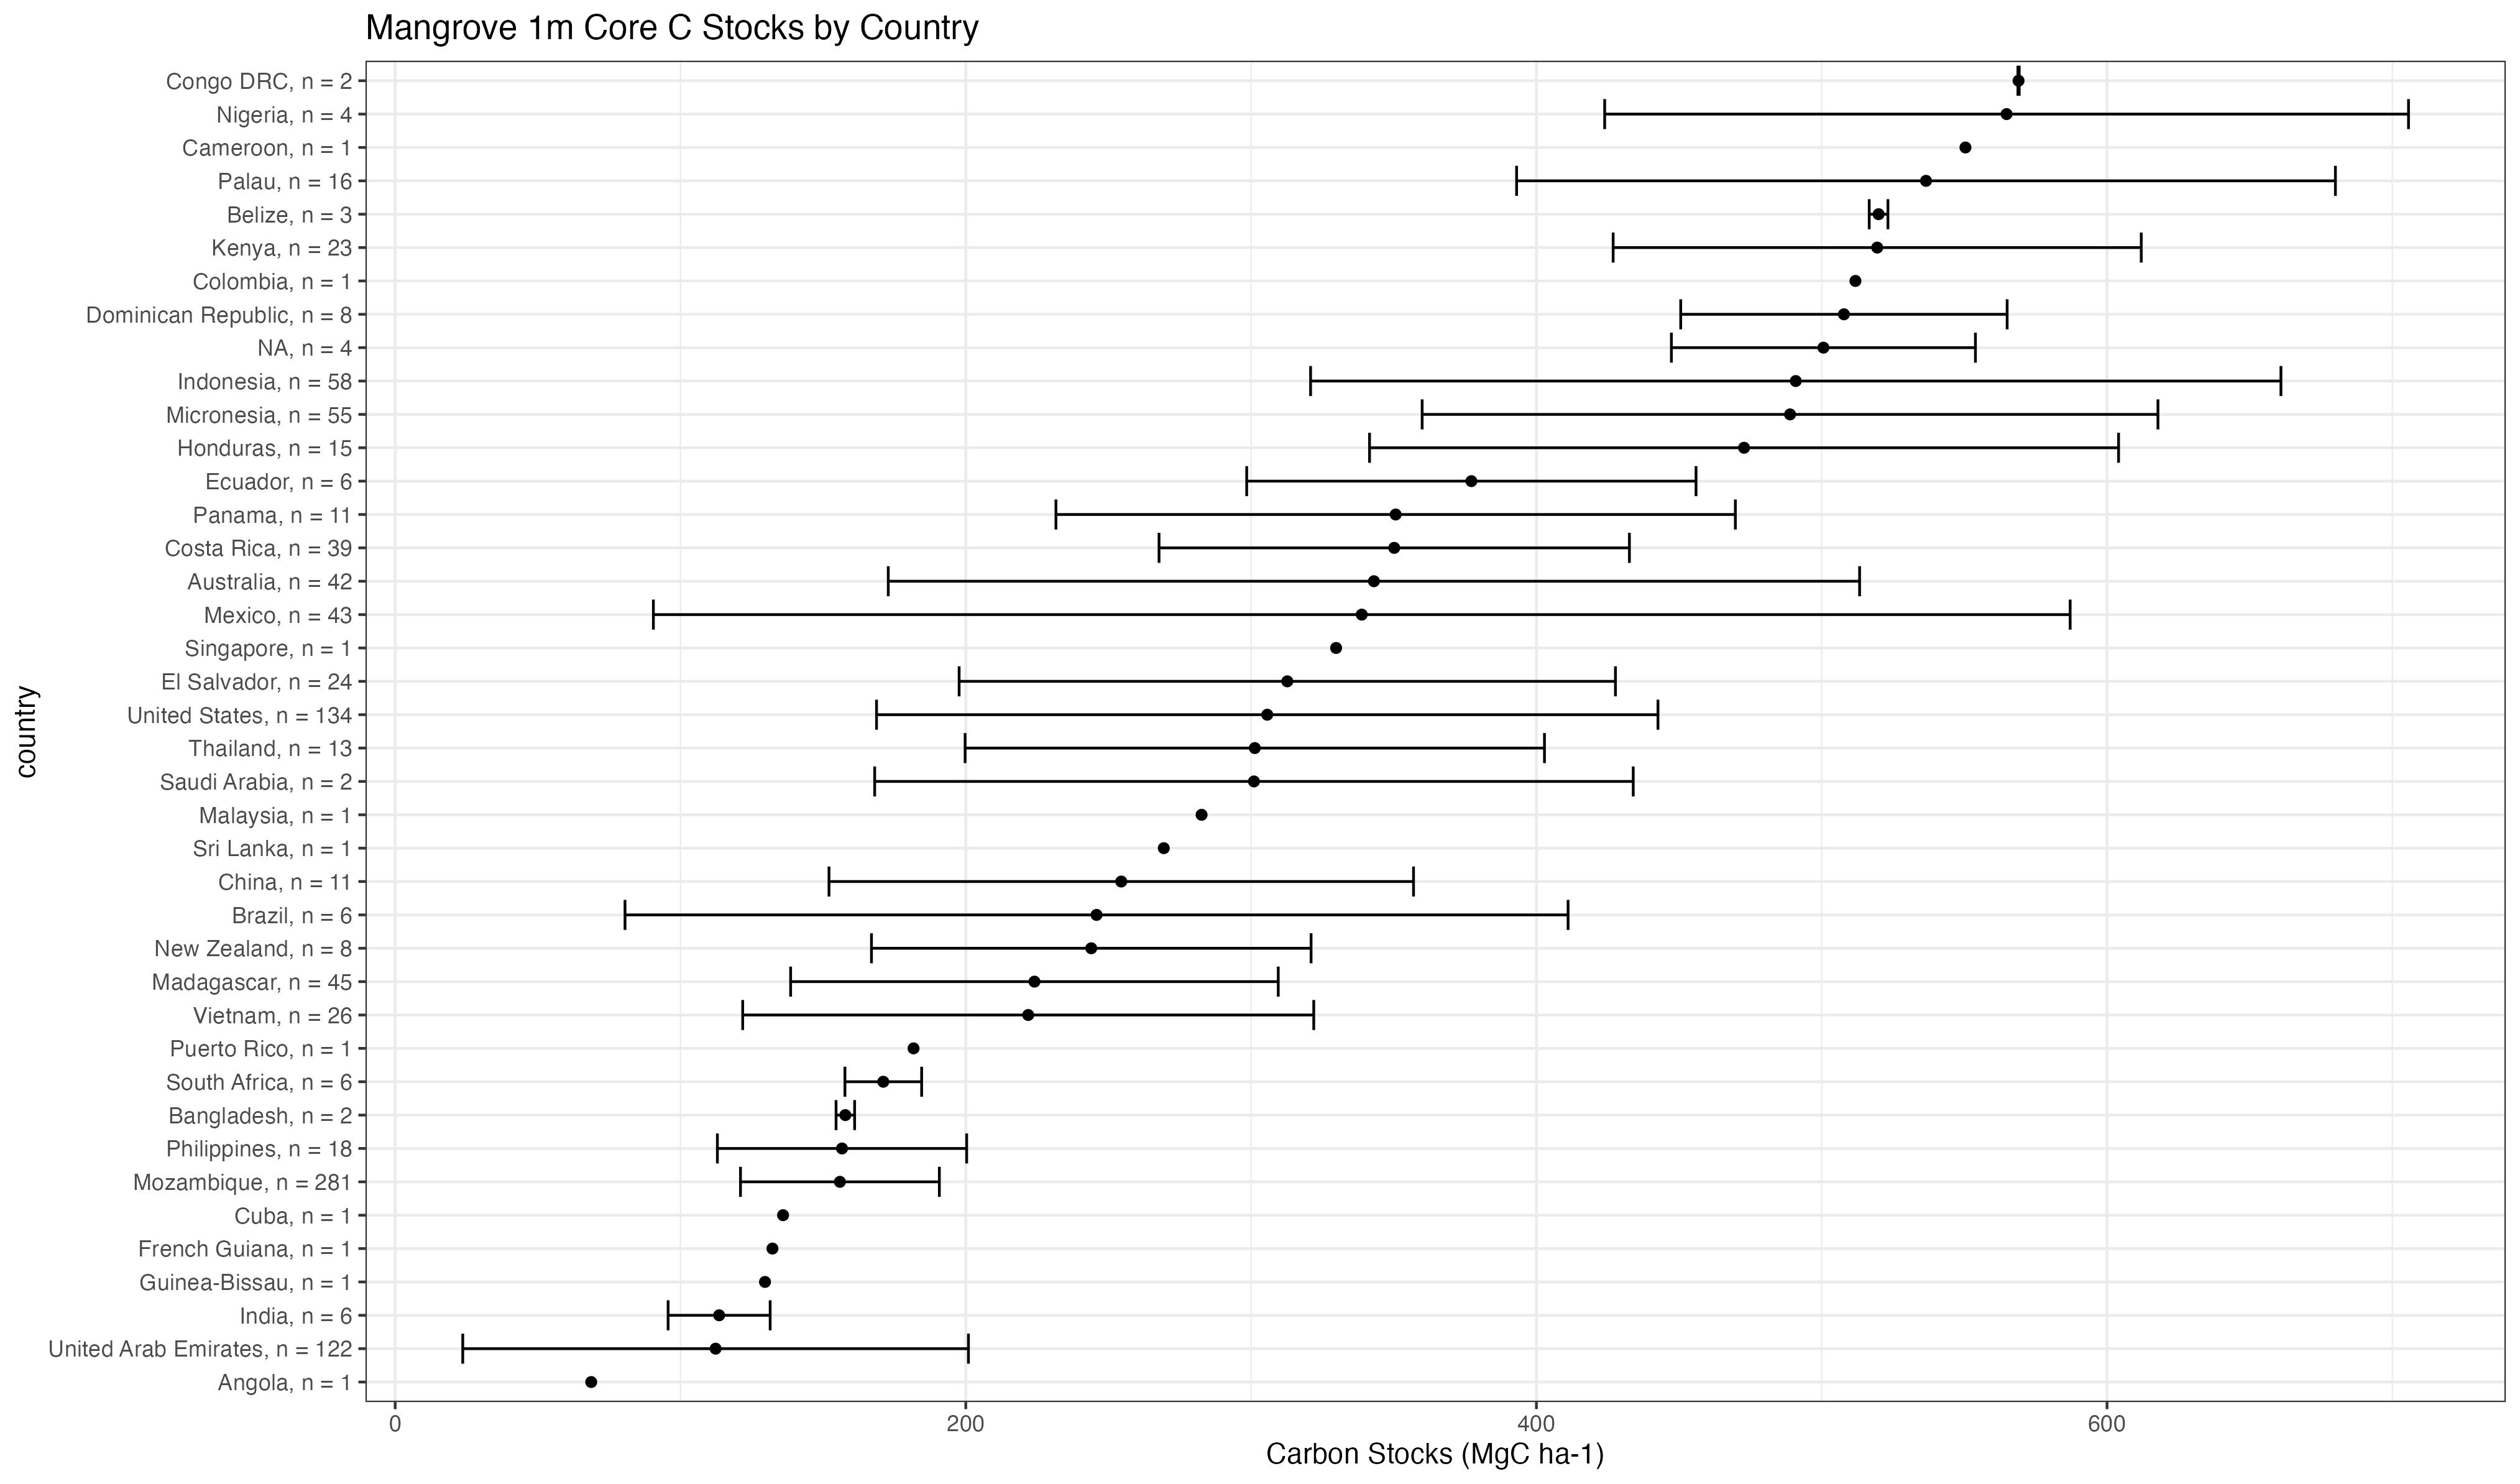 Mangrove 1m Core C Stocks by Country
Congo DRC, n = 2
Nigeria, n = 4
Cameroon, n = 1
Palau, n = 16
Belize, n = 3
Kenya, n = 23
Colombia, n = 1
Dominican Republic, n = 8
NA, n = 4
Indonesia, n = 58
Micronesia, n = 55
Honduras, n = 15
Ecuador, n = 6
Panama, n = 11
Costa Rica, n = 39
Australia, n = 42
Mexico, n = 43
Singapore, n = 1
El Salvador, n = 24
United States, n = 134
Thailand, n = 13
Saudi Arabia, n = 2
Malaysia, n = 1
Sri Lanka, n = 1
China, n = 11
Brazil, n = 6
New Zealand, n = 8
Madagascar, n = 45
Vietnam, n = 26
Puerto Rico, n = 1
South Africa, n = 6
Bangladesh, n = 2
Philippines, n = 18
Mozambique, n = 281
Cuba, n = 1
French Guiana, n = 1
Guinea-Bissau, n = 1
India, n = 6
United Arab Emirates, n = 122
Angola, n = 1
country
0 200 400 600
Carbon Stocks (MgC ha-1)